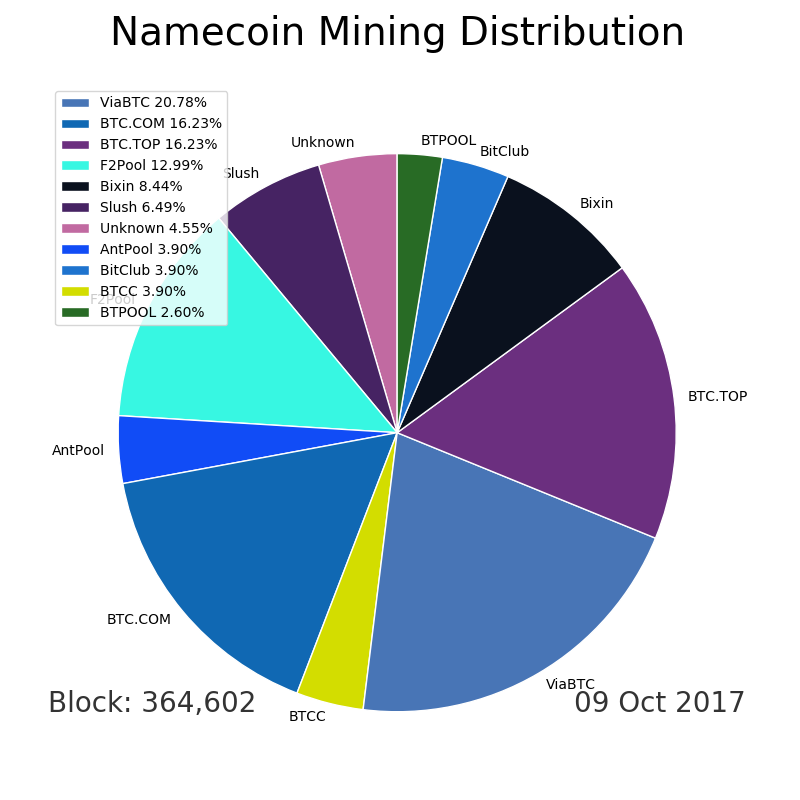 Namecoin Mining Distribution
ViaBTC 20.78%
BTC.COM 16.23%
BTC.TOP 16.23%
F2Pool 12.99%
Bixin 8.44%
Slush 6.49%
Unknown 4.55%
AntPool 3.90%
BitClub 3.90%
BTCC 3.90%
BTPOOL 2.60%
Unknown
BTPOOL
BitClub
Slush
Bixin
F2Pool
BTC.TOP
AntPool
BTC.COM
ViaBTC
BTCC
Block: 364,602
09 Oct 2017